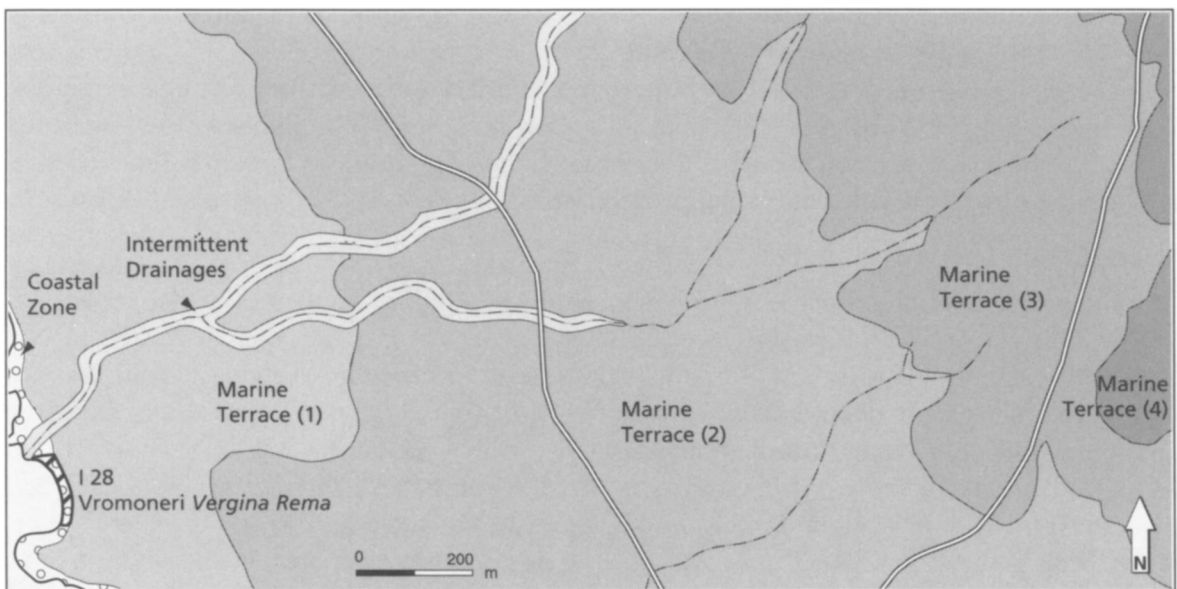 Intermittent
Drainages
Coastal
Zone
Marine
Terrace (3)
Marine
Terrace (1)
Marine
Terrace (2)
Marine
Terrace (4)
I 28
Vromoneri Vergina Rema
0 200
m
N